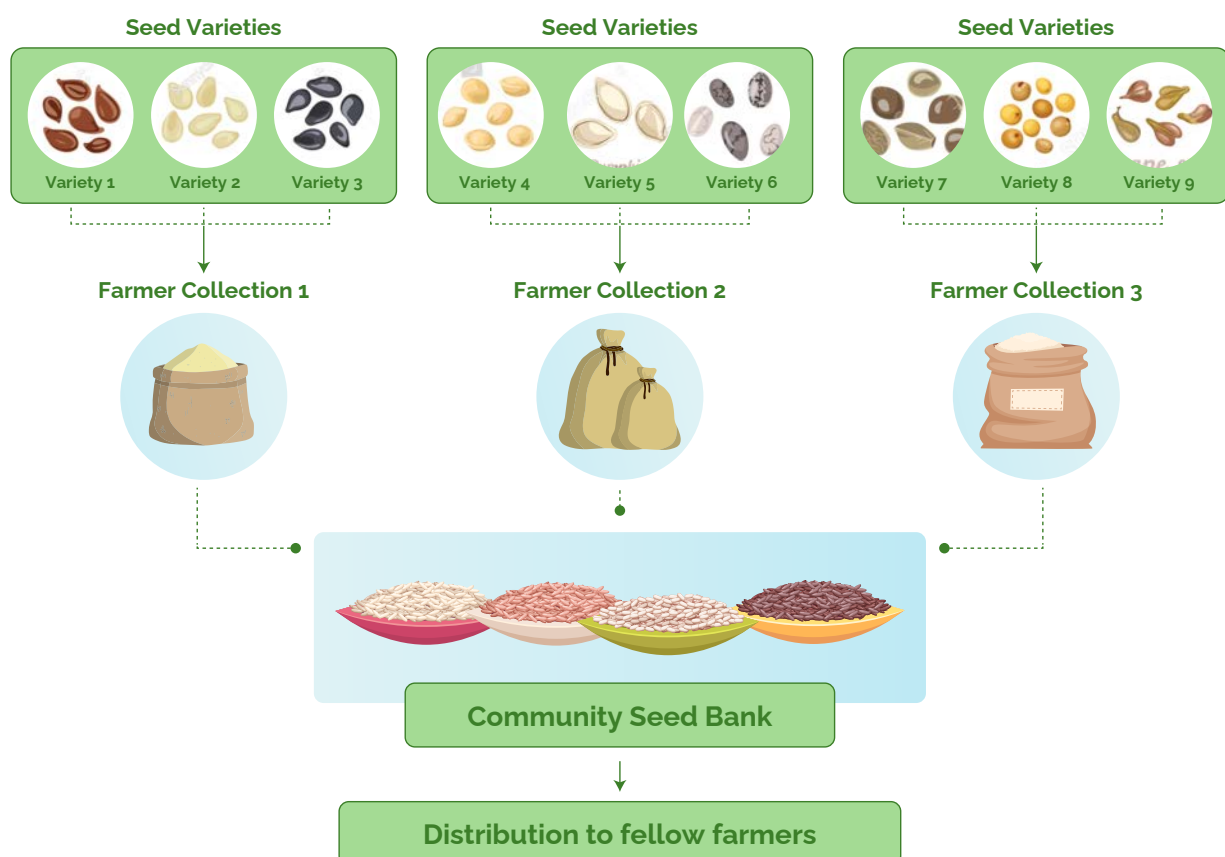 Seed Varieties
Seed Varieties
Seed Varieties
Variety 1
Variety 2
Variety 3
Variety 4
Variety 5
Variety 6
Variety 7
Variety 8
Variety 9
Farmer Collection 1
Farmer Collection 2
Farmer Collection 3
Community Seed Bank
Distribution to fellow farmers